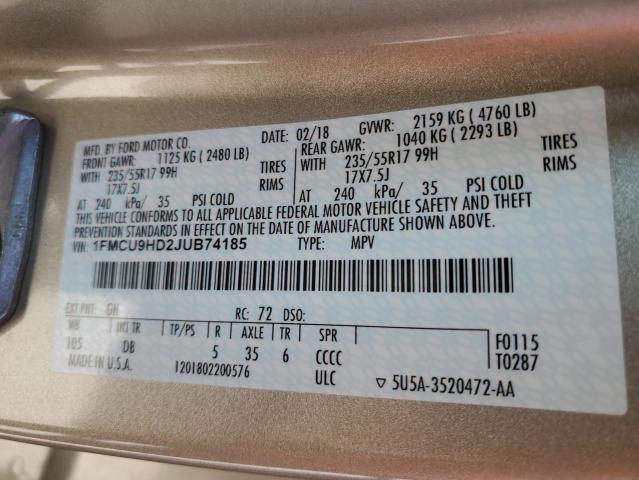 MFD. BY FORD MOTOR CO.
DATE: 02/18 GVWR: 2159 KG ( 4760 LB)
FRONT GAWR: 1125 KG ( 2480 LB)
REAR GAWR: 1040 KG ( 2293 LB)
WITH 235/55R17 99H TIRES
WITH 235/55R17 99H TIRES
17X7.5J RIMS
17X7.5J RIMS
AT 240 kPa/ 35 PSI COLD
AT 240 kPa/ 35 PSI COLD
THIS VEHICLE CONFORMS TO ALL APPLICABLE FEDERAL MOTOR VEHICLE SAFETY AND BUMPER
PREVENTION STANDARDS IN EFFECT ON THE DATE OF MANUFACTURE SHOWN ABOVE.
VIN: 1FMCU9HD2JUB74185 TYPE: MPV
EXT PNT: GN RC: 72 DSO:
WB INT TR TP/PS R AXLE TR SPR
105 DB 5 35 6 CCCC
F0115
T0287
MADE IN U.S.A. 1201802200576 ULC
▽ 5U5A-3520472-AA